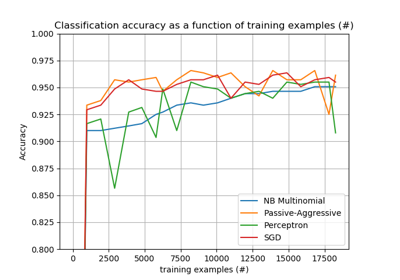 Classification accuracy as a function of training examples (#)
1.000
0.975
0.950
0.925
0.900
0.875
0.850
0.825
0.800
Accuracy
NB Multinomial
Passive-Aggressive
Perceptron
SGD
0 2500 5000 7500 10000 12500 15000 17500
training examples (#)